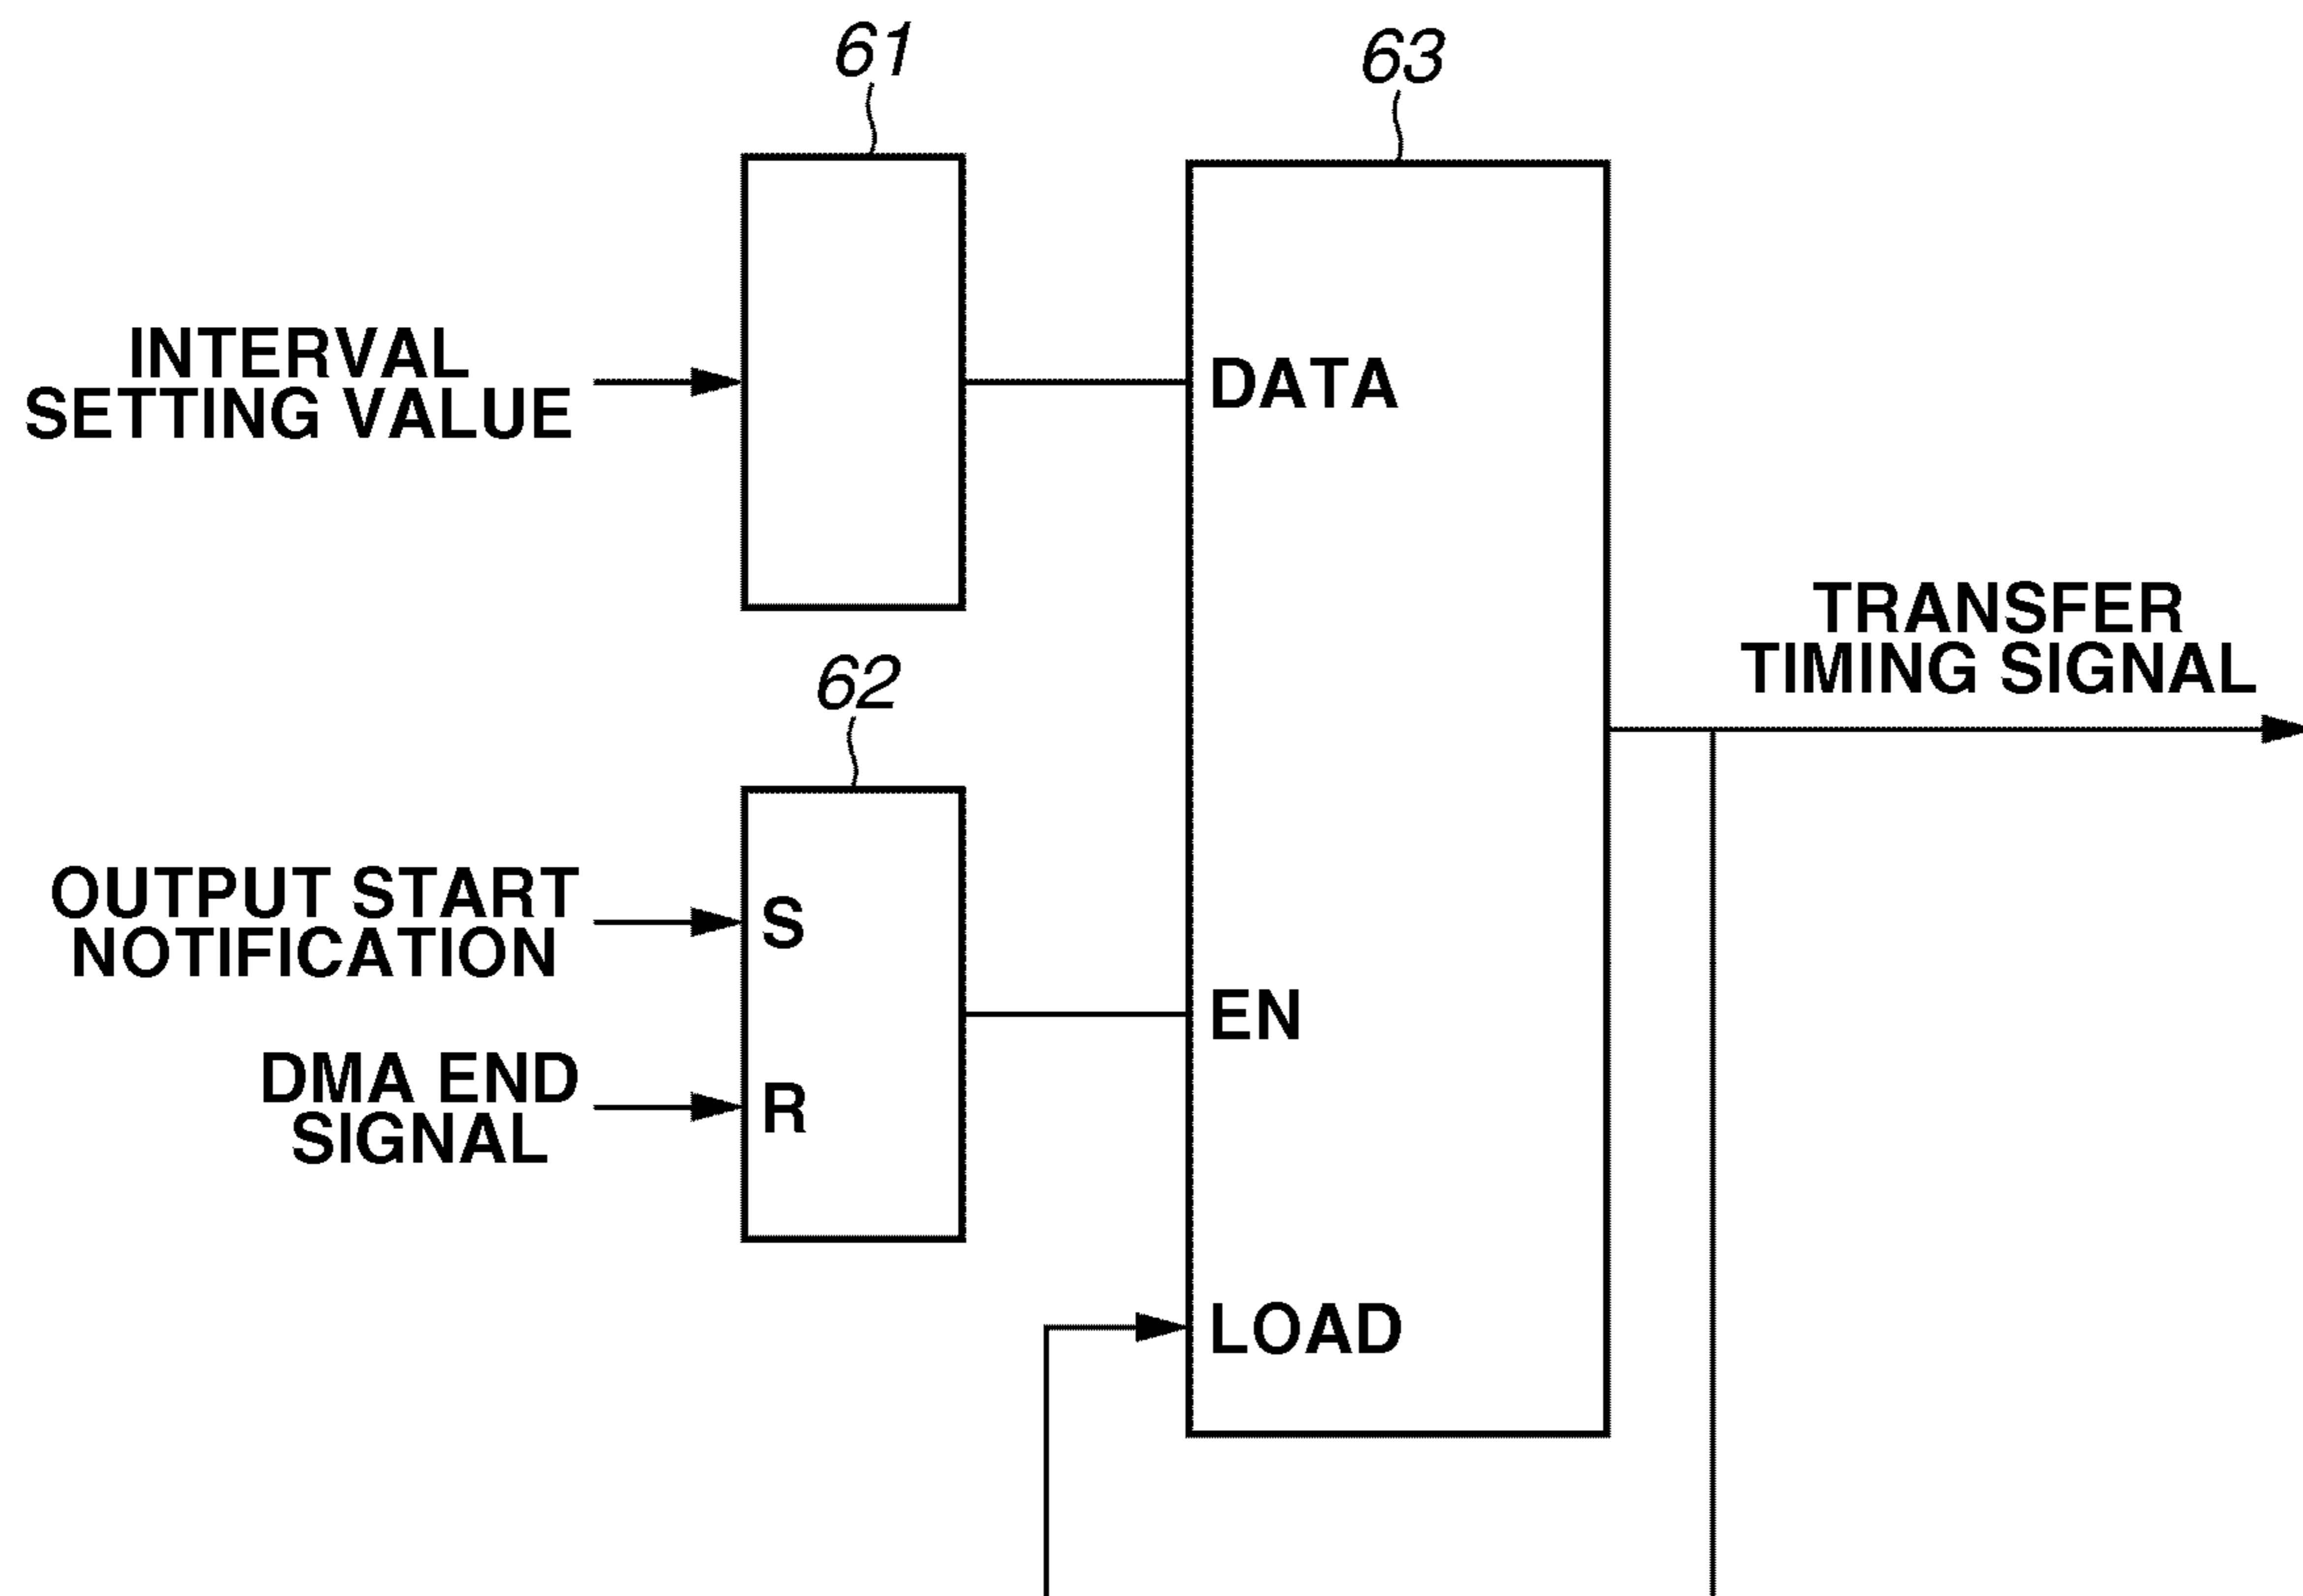 61
63
INTERVAL
SETTING VALUE
DATA
TRANSFER
TIMING SIGNAL
62
OUTPUT START
NOTIFICATION
S
EN
DMA END
SIGNAL
R
LOAD